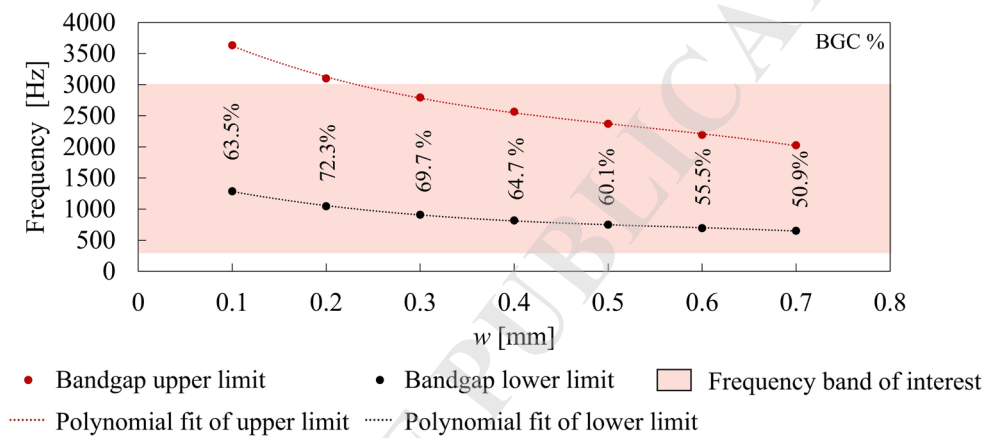 4000
3500
3000
2500
2000
1500
1000
500
0
Frequency [Hz]
BGC %
63.5%
72.3%
69.7 %
64.7 %
60.1%
55.5%
50.9%
0 0.1 0.2 0.3 0.4 0.5 0.6 0.7 0.8
w [mm]
Bandgap upper limit Bandgap lower limit Frequency band of interest
Polynomial fit of upper limit Polynomial fit of lower limit